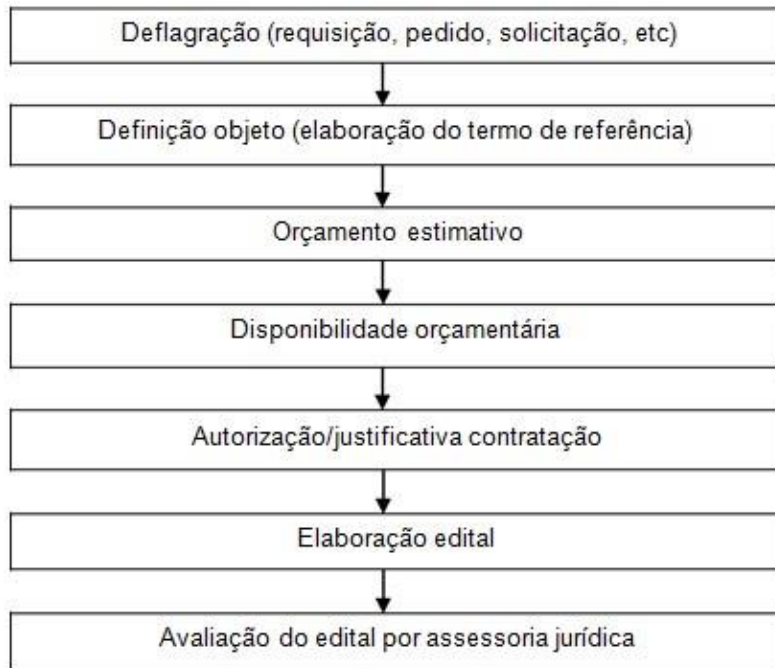 Deflagração (requisição, pedido, solicitação, etc)
Definição objeto (elaboração do termo de referência)
Orçamento estimativo
Disponibilidade orçamentária
Autorização/justificativa contratação
Elaboração edital
Avaliação do edital por assessoria jurídica